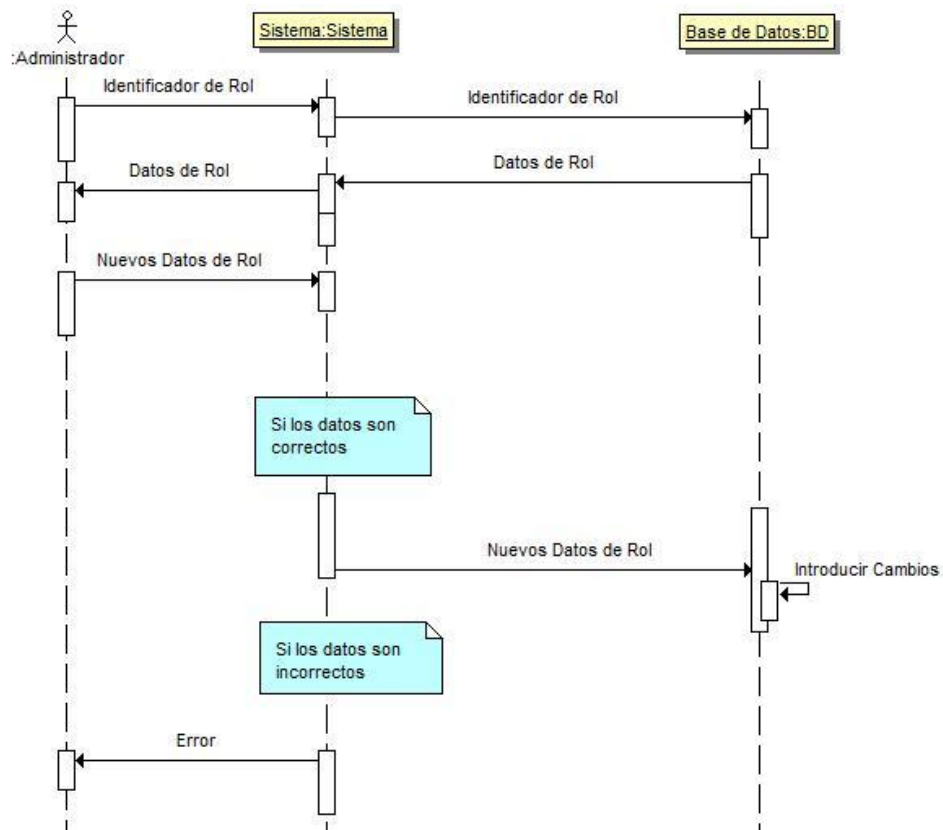 Sistema:Sistema
Base de Datos:BD
:Administrador
Identificador de Rol
Identificador de Rol
Datos de Rol
Datos de Rol
Nuevos Datos de Rol
Si los datos son
correctos
Nuevos Datos de Rol
Introducir Cambios
Si los datos son
incorrectos
Error